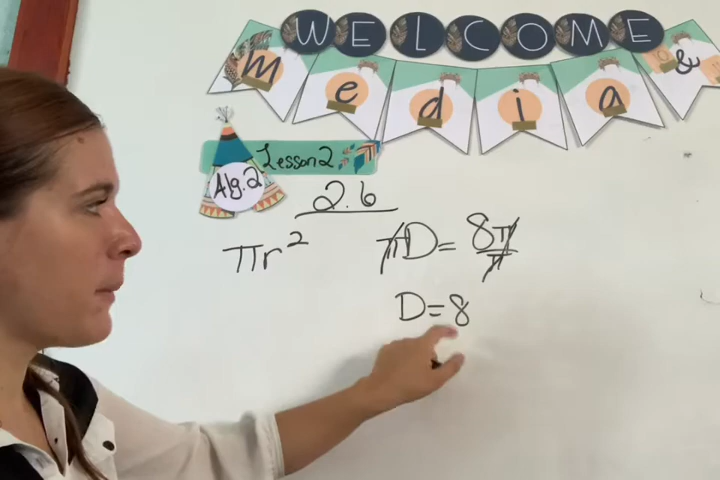 WELCOME
media &
Lesson 2
Alg. 2
2.6
πr²
πD = 8π/π
D = 8